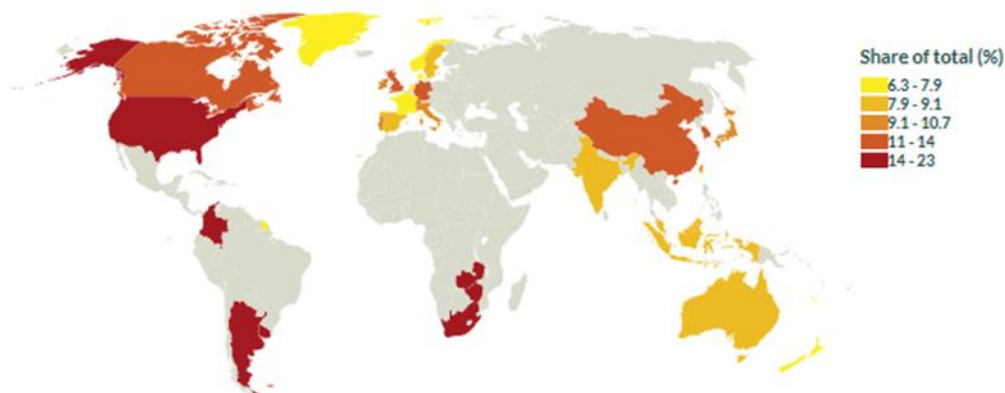 Share of total (%)
6.3 - 7.9
7.9 - 9.1
9.1 - 10.7
11 - 14
14 - 23